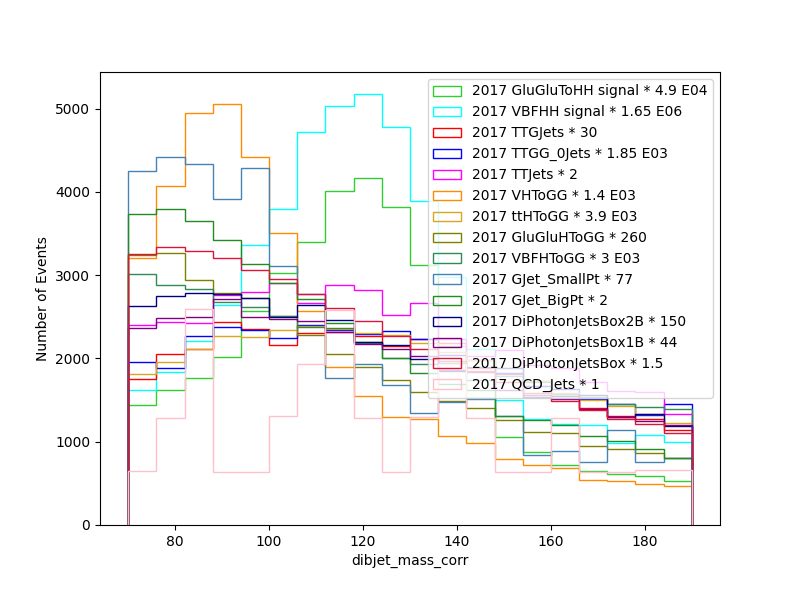 2017 GluGluToHH signal * 4.9 E04
2017 VBFHH signal * 1.65 E06
2017 TTGJets * 30
2017 TTGG_0Jets * 1.85 E03
2017 TTJets * 2
2017 VHToGG * 1.4 E03
2017 ttHToGG * 3.9 E03
2017 GluGluHToGG * 260
2017 VBFHToGG * 3 E03
2017 GJet_SmallPt * 77
2017 GJet_BigPt * 2
2017 DiPhotonJetsBox2B * 150
2017 DiPhotonJetsBox1B * 44
2017 DiPhotonJetsBox * 1.5
2017 QCD_Jets * 1
Number of Events
5000
4000
3000
2000
1000
0
80 100 120 140 160 180
dibjet_mass_corr